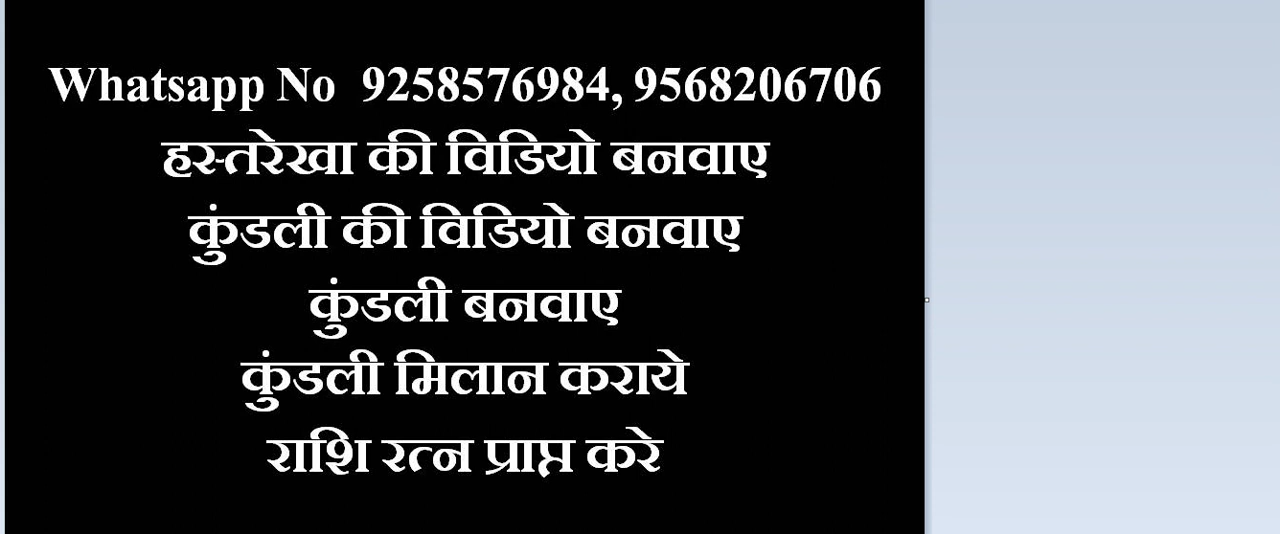 Whatsapp No 9258576984, 9568206706
हस्तरेखा की विडियो बनवाए
कुंडली की विडियो बनवाए
कुंडली बनवाए
कुंडली मिलान कराये
राशि रत्न प्राप्त करे